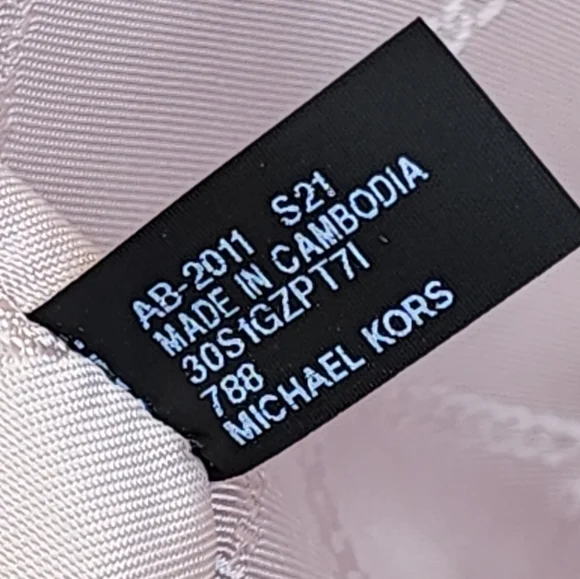 AB-2011 S21
MADE IN CAMBODIA
30S1GZPT7I
788
MICHAEL KORS